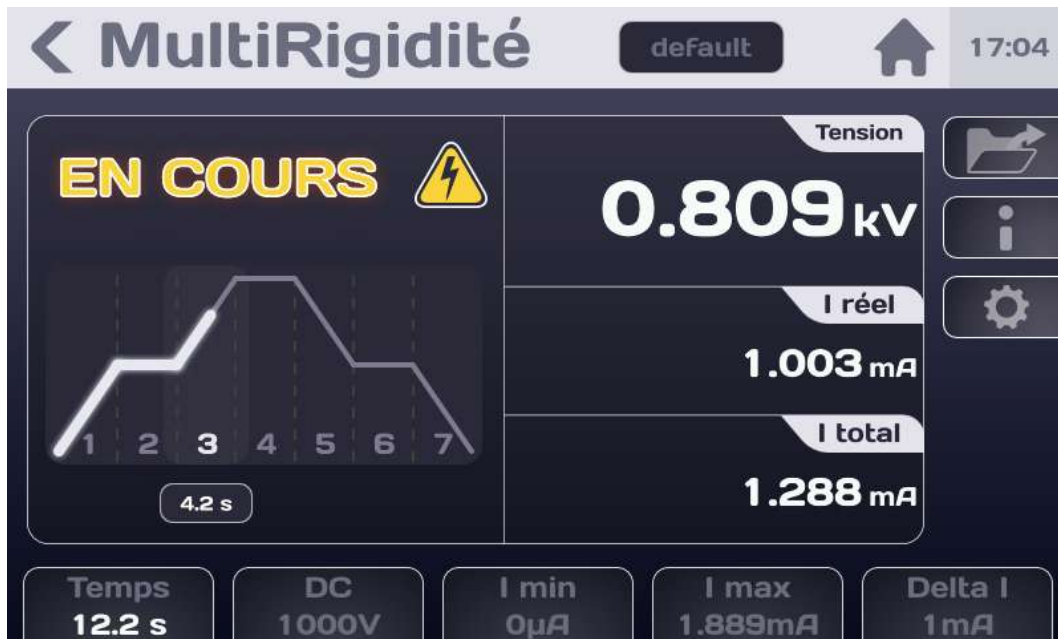 MultiRigidité
default
17:04
EN COURS
Tension
0.809 kV
I réel
1.003 mA
I total
1.288 mA
1 2 3 4 5 6 7
4.2 s
Temps
12.2 s
DC
1000V
I min
0µA
I max
1.889mA
Delta I
1mA